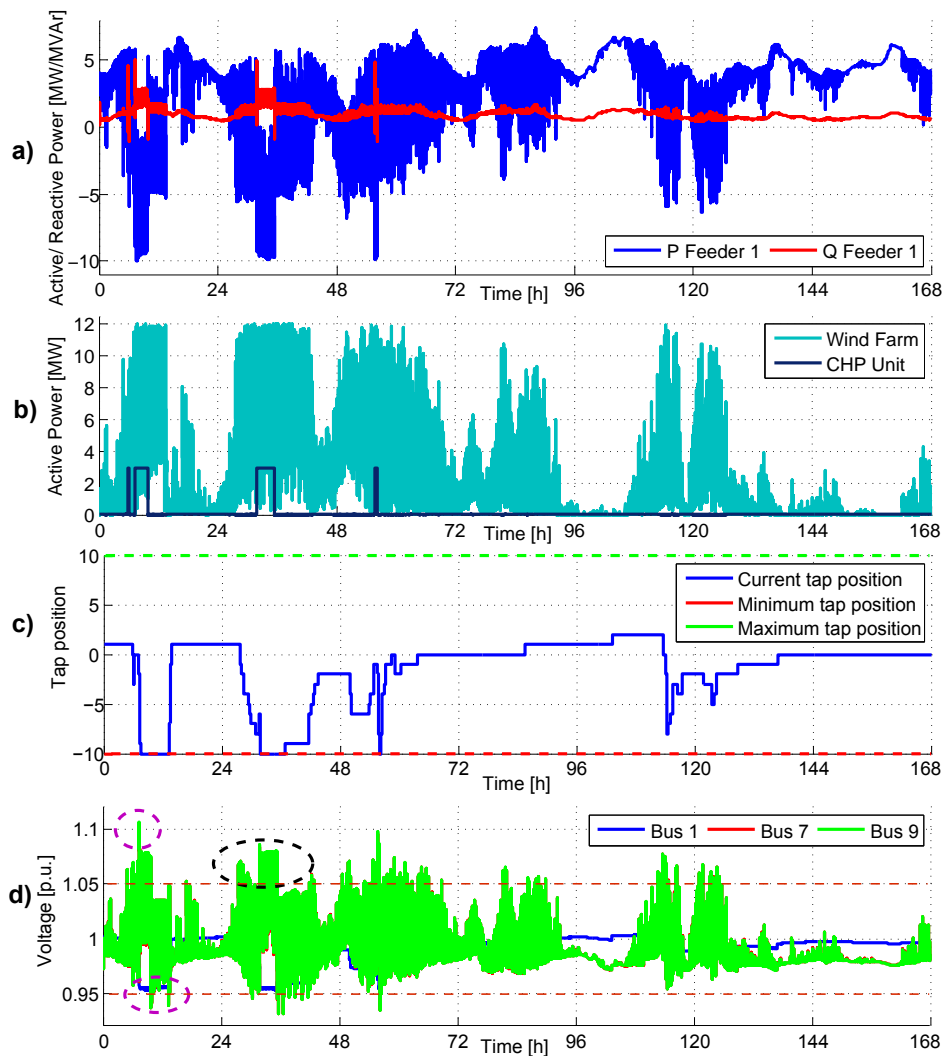 a)
Active/ Reactive Power [MW/MVAr]
5
0
−5
−10
P Feeder 1
Q Feeder 1
0 24 48 72 96 120 144 168
Time [h]
b)
Active Power [MW]
12
10
8
6
4
2
0
Wind Farm
CHP Unit
0 24 48 72 96 120 144 168
Time [h]
c)
Tap position
10
5
0
−5
−10
Current tap position
Minimum tap position
Maximum tap position
0 24 48 72 96 120 144 168
Time [h]
d)
Voltage [p.u.]
1.1
1.05
1
0.95
Bus 1
Bus 7
Bus 9
0 24 48 72 96 120 144 168
Time [h]